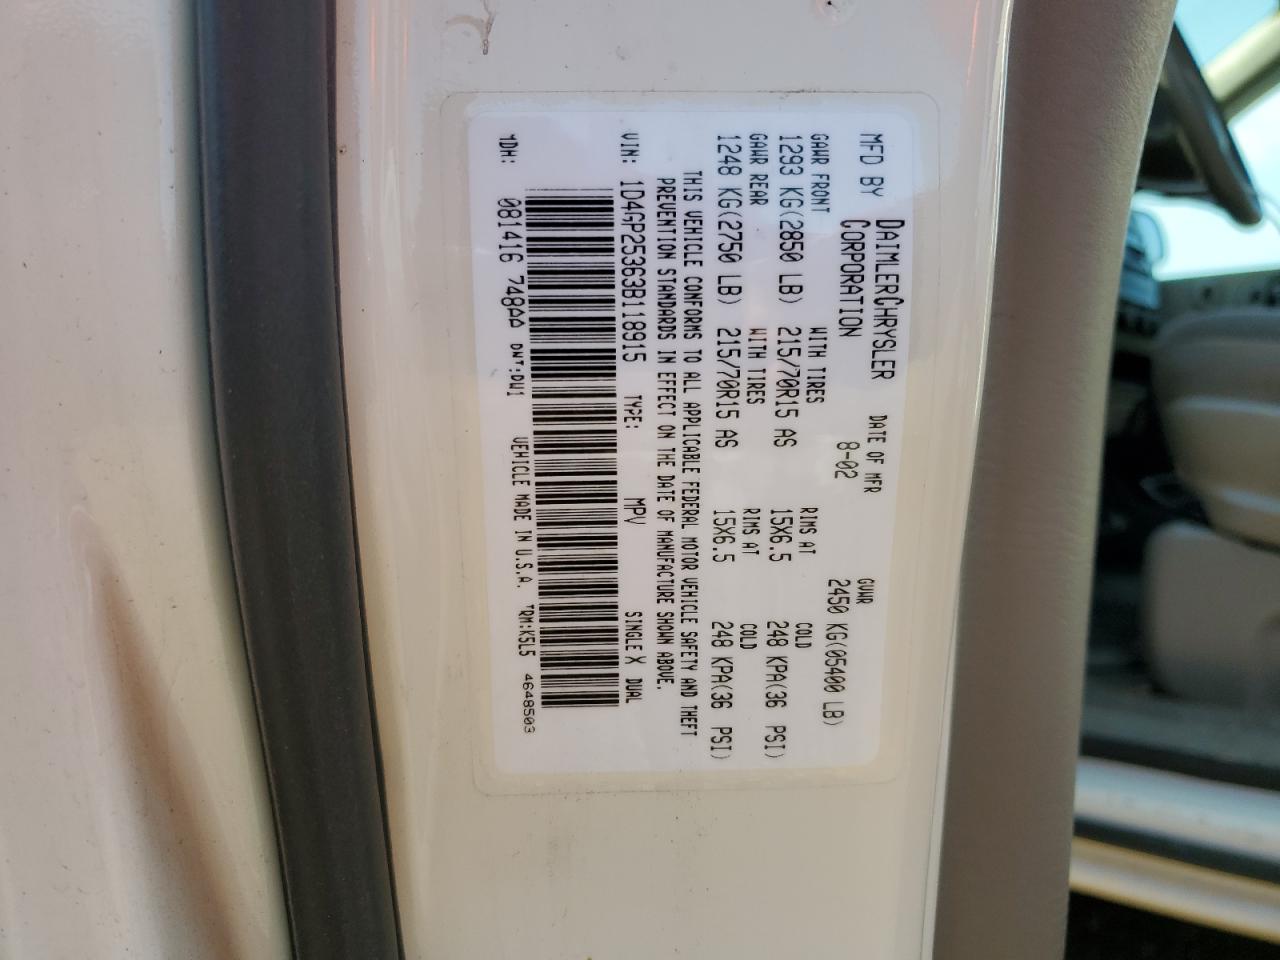 MFD BY DAIMLERCHRYSLER CORPORATION DATE OF MFR 8-02 GVWR 2450 KG(05400 LB)
GAWR FRONT WITH TIRES RIMS AT COLD
1293 KG(2850 LB) 215/70R15 AS 15X6.5 248 KPA(36 PSI)
GAWR REAR WITH TIRES RIMS AT COLD
1248 KG(2750 LB) 215/70R15 AS 15X6.5 248 KPA(36 PSI)
THIS VEHICLE CONFORMS TO ALL APPLICABLE FEDERAL MOTOR VEHICLE SAFETY AND THEFT
PREVENTION STANDARDS IN EFFECT ON THE DATE OF MANUFACTURE SHOWN ABOVE.
VIN: 1D4GP25363B118915 TYPE: MPV SINGLE X DUAL
MDH: 081416 748AA PNT:PW1 VEHICLE MADE IN U.S.A. TRM:K5L5 4648503